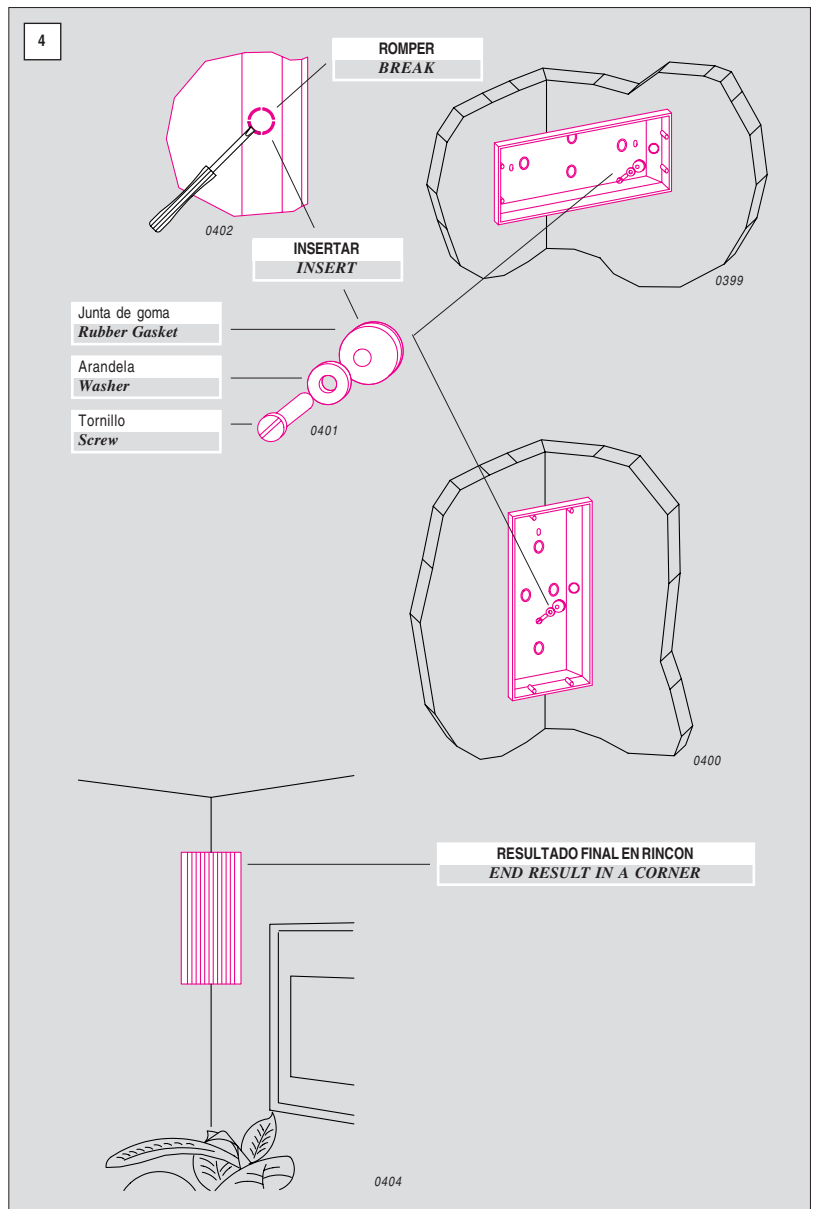 4
ROMPER
BREAK
0402
INSERTAR
INSERT
0399
Junta de goma
Rubber Gasket
Arandela
Washer
Tornillo
Screw
0401
0400
RESULTADO FINAL EN RINCON
END RESULT IN A CORNER
0404